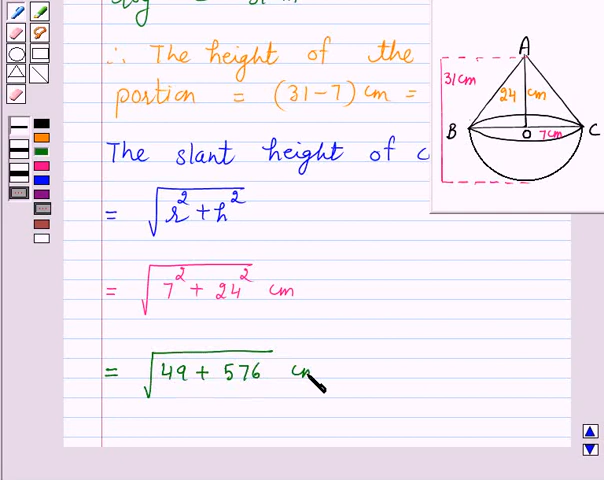 ∴ The height of the
portion = (31-7) cm =
The slant height of c
= √(r² + h²)
= √(7² + 24²) cm
= √(49 + 576) cm
A
31cm
24 cm
B
O
7cm
C